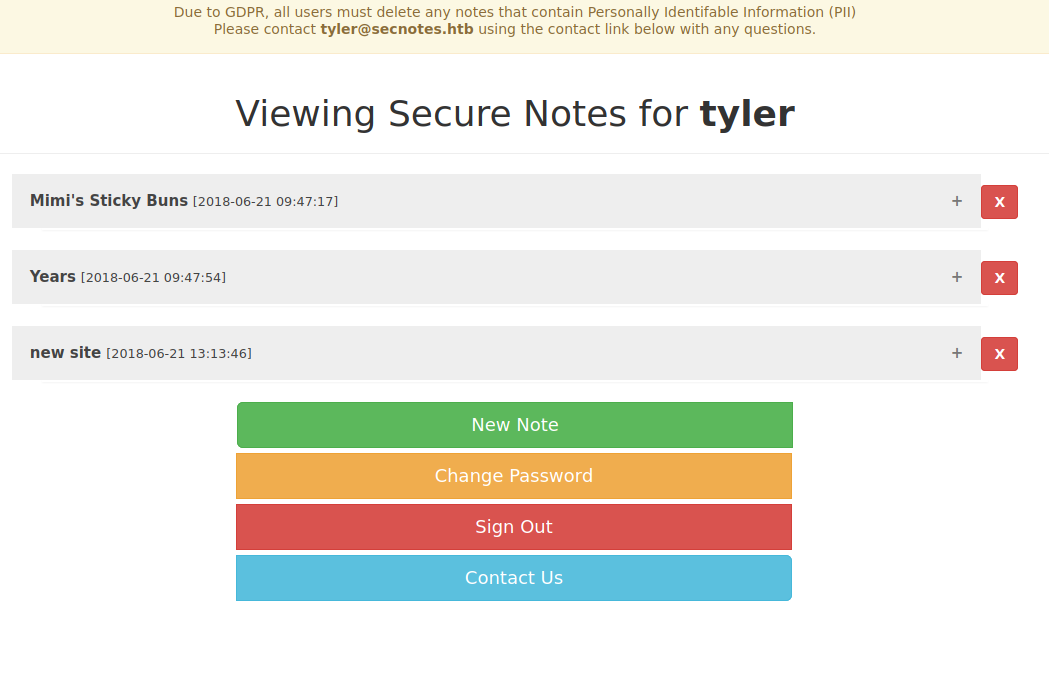 Due to GDPR, all users must delete any notes that contain Personally Identifable Information (PII)
Please contact tyler@secnotes.htb using the contact link below with any questions.
Viewing Secure Notes for tyler
Mimi's Sticky Buns [2018-06-21 09:47:17] + X
Years [2018-06-21 09:47:54] + X
new site [2018-06-21 13:13:46] + X
New Note
Change Password
Sign Out
Contact Us